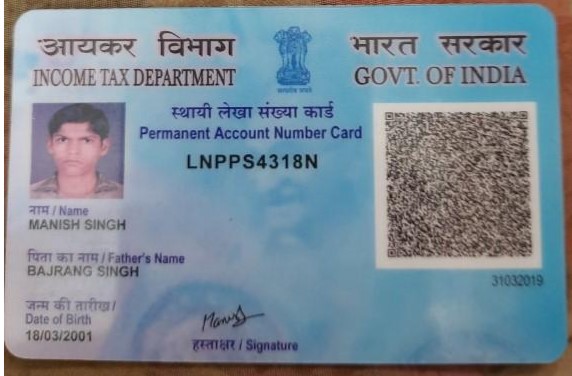 आयकर विभाग
INCOME TAX DEPARTMENT
भारत सरकार
GOVT. OF INDIA
स्थायी लेखा संख्या कार्ड
Permanent Account Number Card
LNPPS4318N
नाम / Name
MANISH SINGH
पिता का नाम / Father's Name
BAJRANG SINGH
31032019
जन्म की तारीख /
Date of Birth
18/03/2001
हस्ताक्षर / Signature